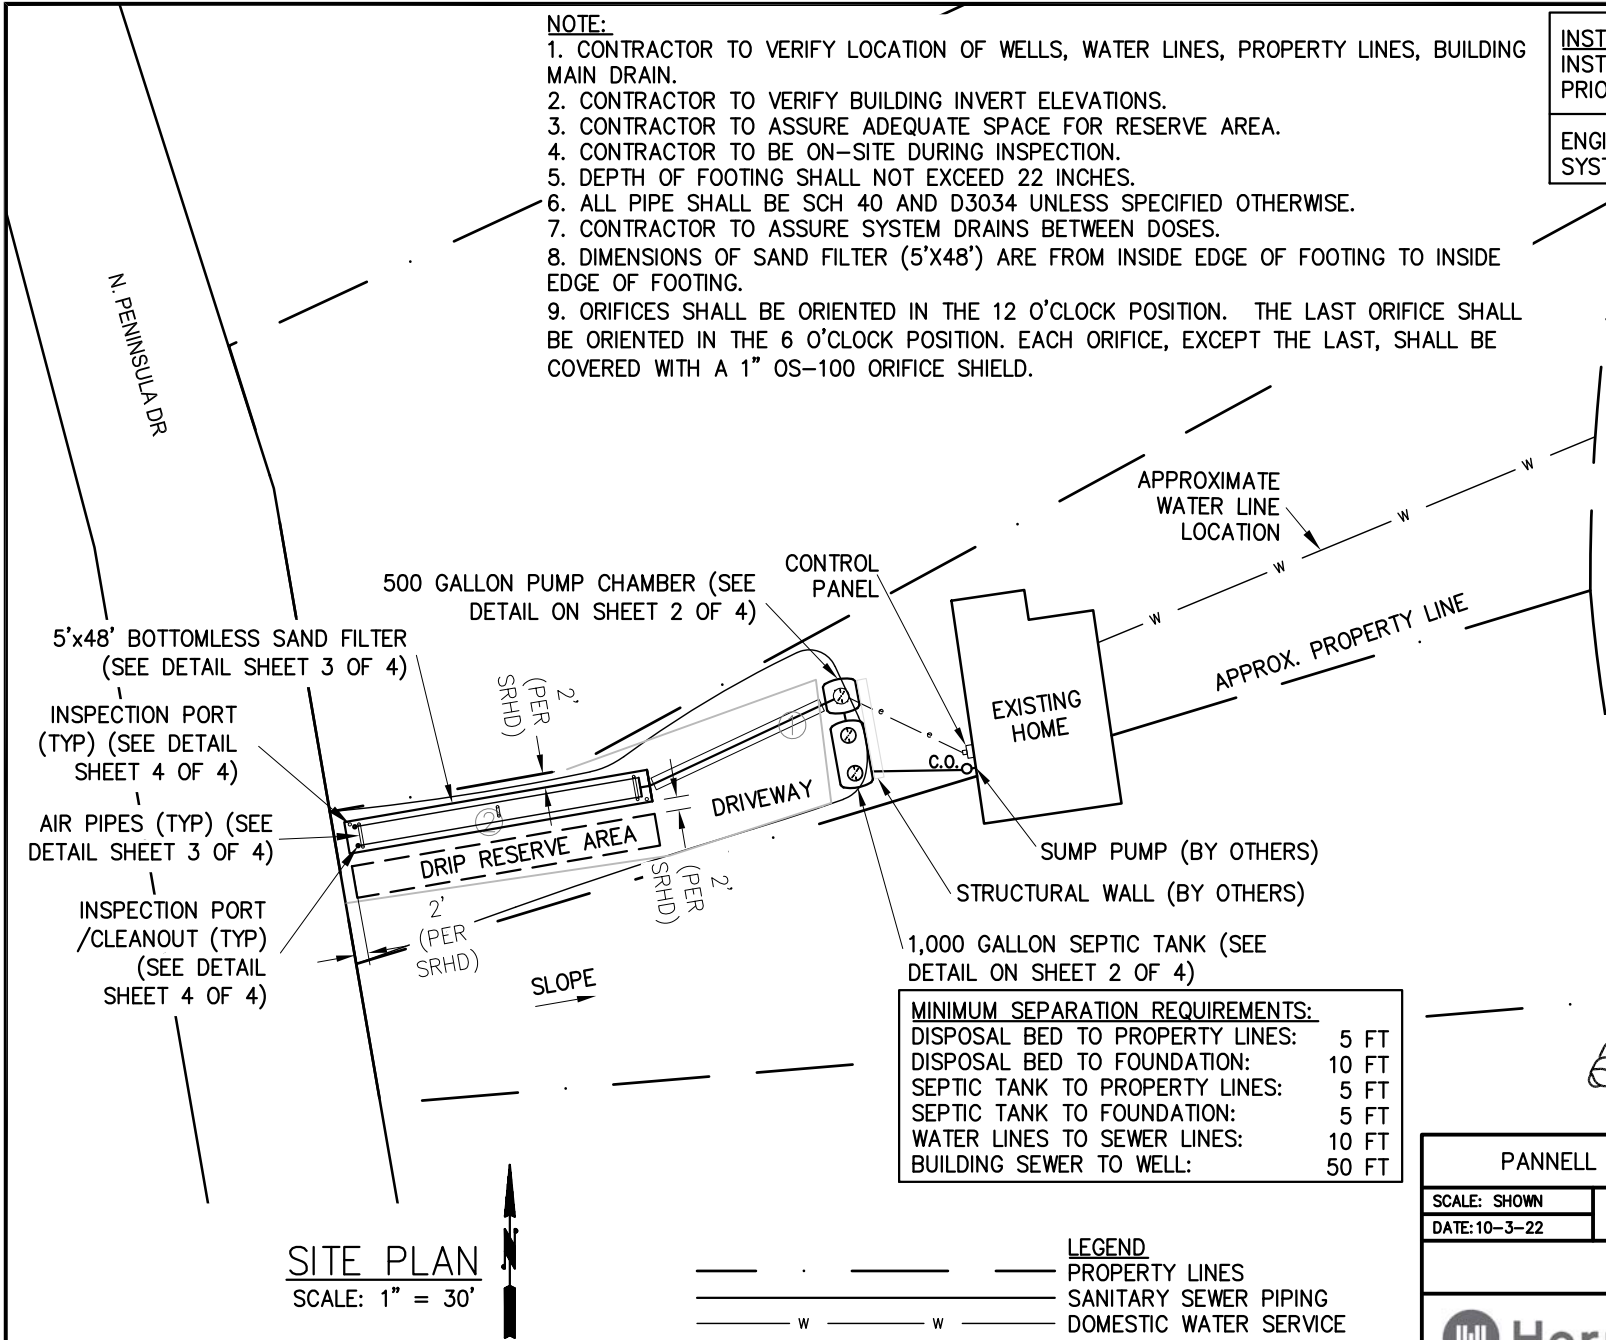 NOTE:
1. CONTRACTOR TO VERIFY LOCATION OF WELLS, WATER LINES, PROPERTY LINES, BUILDING
MAIN DRAIN.
2. CONTRACTOR TO VERIFY BUILDING INVERT ELEVATIONS.
3. CONTRACTOR TO ASSURE ADEQUATE SPACE FOR RESERVE AREA.
4. CONTRACTOR TO BE ON-SITE DURING INSPECTION.
5. DEPTH OF FOOTING SHALL NOT EXCEED 22 INCHES.
6. ALL PIPE SHALL BE SCH 40 AND D3034 UNLESS SPECIFIED OTHERWISE.
7. CONTRACTOR TO ASSURE SYSTEM DRAINS BETWEEN DOSES.
8. DIMENSIONS OF SAND FILTER (5'X48') ARE FROM INSIDE EDGE OF FOOTING TO INSIDE
EDGE OF FOOTING.
9. ORIFICES SHALL BE ORIENTED IN THE 12 O'CLOCK POSITION. THE LAST ORIFICE SHALL
BE ORIENTED IN THE 6 O'CLOCK POSITION. EACH ORIFICE, EXCEPT THE LAST, SHALL BE
COVERED WITH A 1" OS-100 ORIFICE SHIELD.
INST
INST
PRIO
ENGI
SYST
N. PENINSULA DR
APPROXIMATE
WATER LINE
LOCATION
W
W
W
W
CONTROL
PANEL
500 GALLON PUMP CHAMBER (SEE
DETAIL ON SHEET 2 OF 4)
5'x48' BOTTOMLESS SAND FILTER
(SEE DETAIL SHEET 3 OF 4)
INSPECTION PORT
(TYP) (SEE DETAIL
SHEET 4 OF 4)
AIR PIPES (TYP) (SEE
DETAIL SHEET 3 OF 4)
INSPECTION PORT
/CLEANOUT (TYP)
(SEE DETAIL
SHEET 4 OF 4)
2'
(PER
SRHD)
1
2
e
e
C.O.
EXISTING
HOME
APPROX. PROPERTY LINE
DRIVEWAY
DRIP RESERVE AREA
2'
(PER
SRHD)
2'
(PER
SRHD)
SUMP PUMP (BY OTHERS)
STRUCTURAL WALL (BY OTHERS)
1,000 GALLON SEPTIC TANK (SEE
DETAIL ON SHEET 2 OF 4)
SLOPE
MINIMUM SEPARATION REQUIREMENTS:
DISPOSAL BED TO PROPERTY LINES: 5 FT
DISPOSAL BED TO FOUNDATION: 10 FT
SEPTIC TANK TO PROPERTY LINES: 5 FT
SEPTIC TANK TO FOUNDATION: 5 FT
WATER LINES TO SEWER LINES: 10 FT
BUILDING SEWER TO WELL: 50 FT
PANNELL
SCALE: SHOWN
DATE:10-3-22
SITE PLAN
SCALE: 1" = 30'
N
LEGEND
PROPERTY LINES
SANITARY SEWER PIPING
W W DOMESTIC WATER SERVICE
Hor